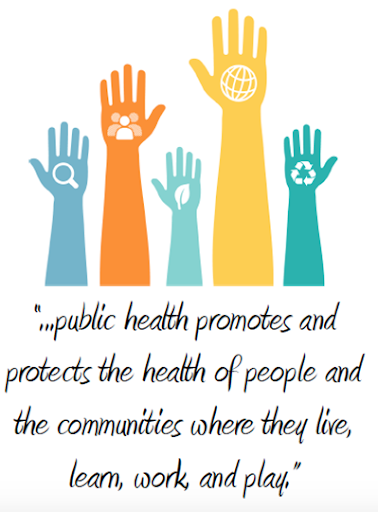 "...public health promotes and
protects the health of people and
the communities where they live,
learn, work, and play."